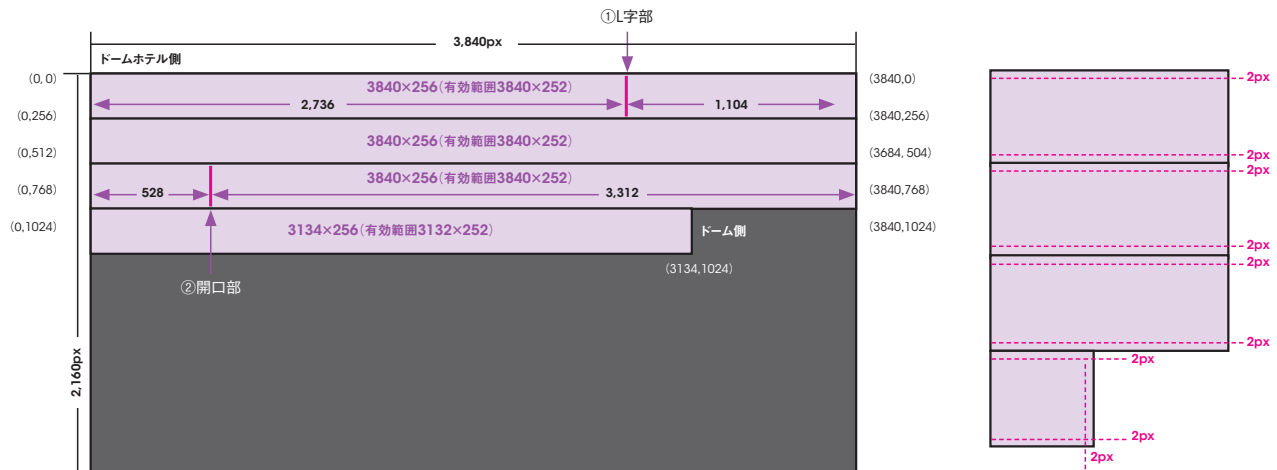 ①L字部
3,840px
ドームホテル側
(0,0)
3840×256(有効範囲3840×252)
(3840,0)
2,736
1,104
(0,256)
(3840,256)
3840×256(有効範囲3840×252)
(0,512)
(3684,504)
3840×256(有効範囲3840×252)
(0,768)
528
3,312
(3840,768)
(0,1024)
3134×256(有効範囲3132×252)
ドーム側
(3840,1024)
(3134,1024)
②開口部
2,160px
2px
2px
2px
2px
2px
2px
2px
2px
2px